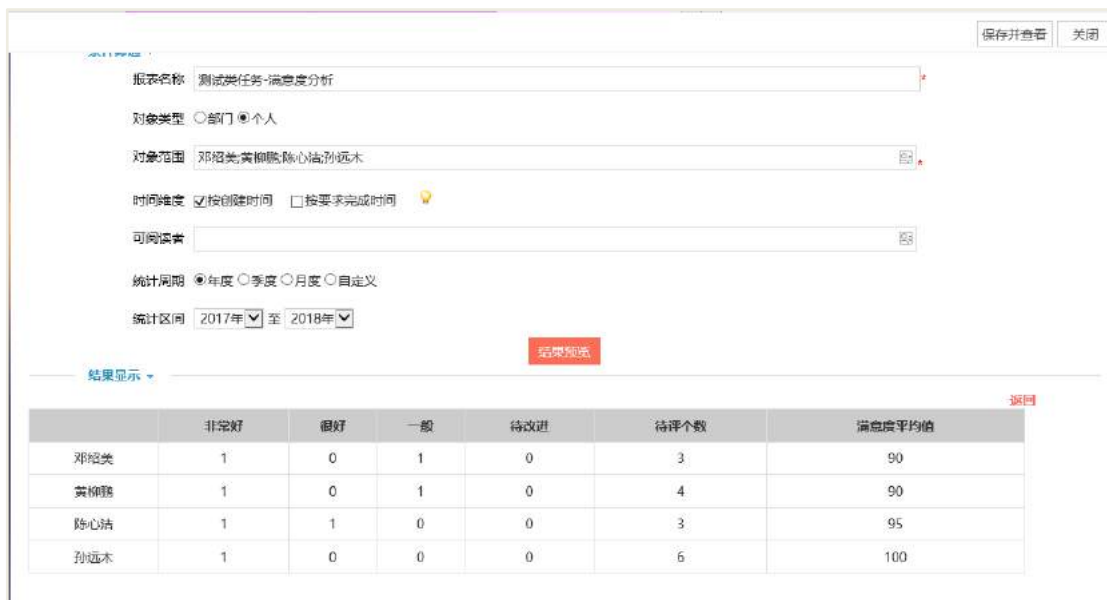 保存并查看 关闭
条件筛选
报表名称 测试类任务-满意度分析 *
对象类型 部门 个人
对象范围 邓绍美;黄柳鹏;陈心洁;孙远木 *
时间维度 按创建时间 按要求完成时间
可阅读者
统计周期 年度 季度 月度 自定义
统计区间 2017年 至 2018年
结果预览
结果显示
返回
非常好 很好 一般 待改进 待评个数 满意度平均值
邓绍美 1 0 1 0 3 90
黄柳鹏 1 0 1 0 4 90
陈心洁 1 1 0 0 3 95
孙远木 1 0 0 0 6 100